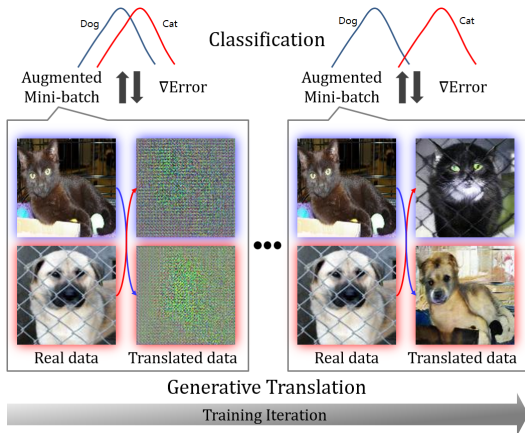 Dog
Cat
Classification
Dog
Cat
Augmented
Mini-batch
∇Error
Augmented
Mini-batch
∇Error
Real data
Translated data
Real data
Translated data
Generative Translation
Training Iteration